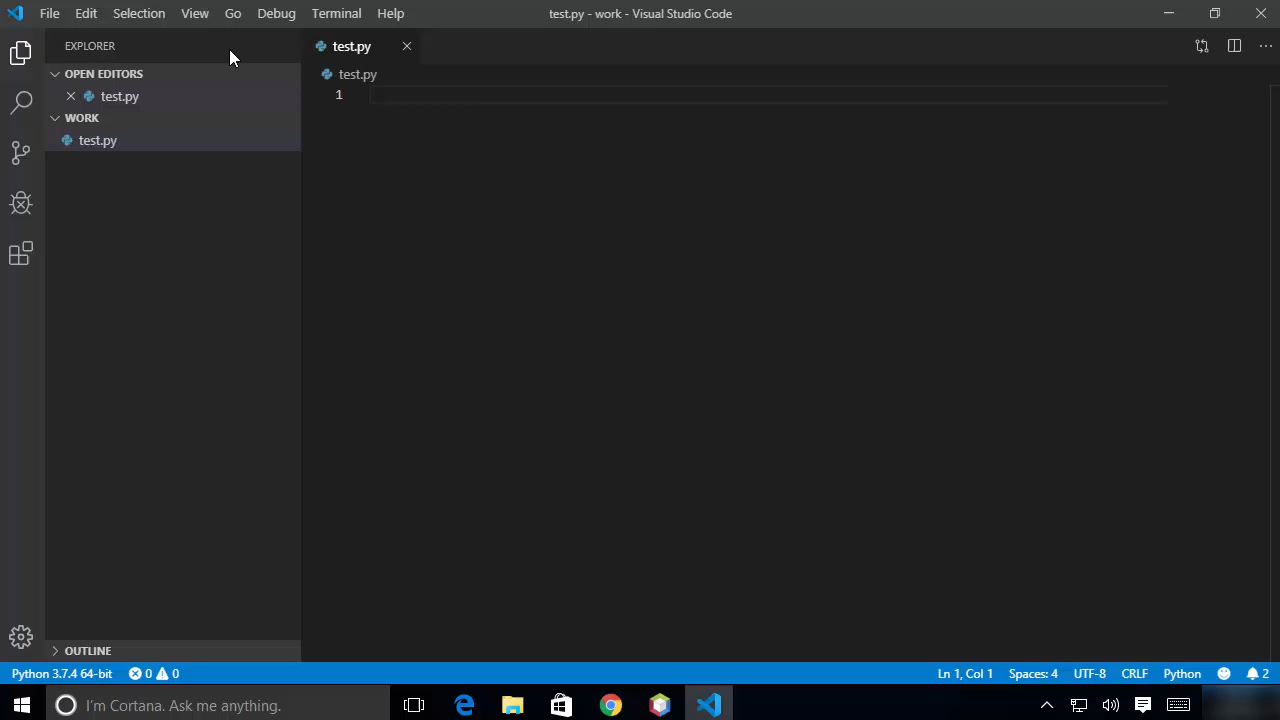 File Edit Selection View Go Debug Terminal Help
test.py - work - Visual Studio Code
EXPLORER
OPEN EDITORS
test.py
WORK
test.py
OUTLINE
test.py
test.py
1
Python 3.7.4 64-bit 0 0
Ln 1, Col 1 Spaces: 4 UTF-8 CRLF Python 2
I'm Cortana. Ask me anything.